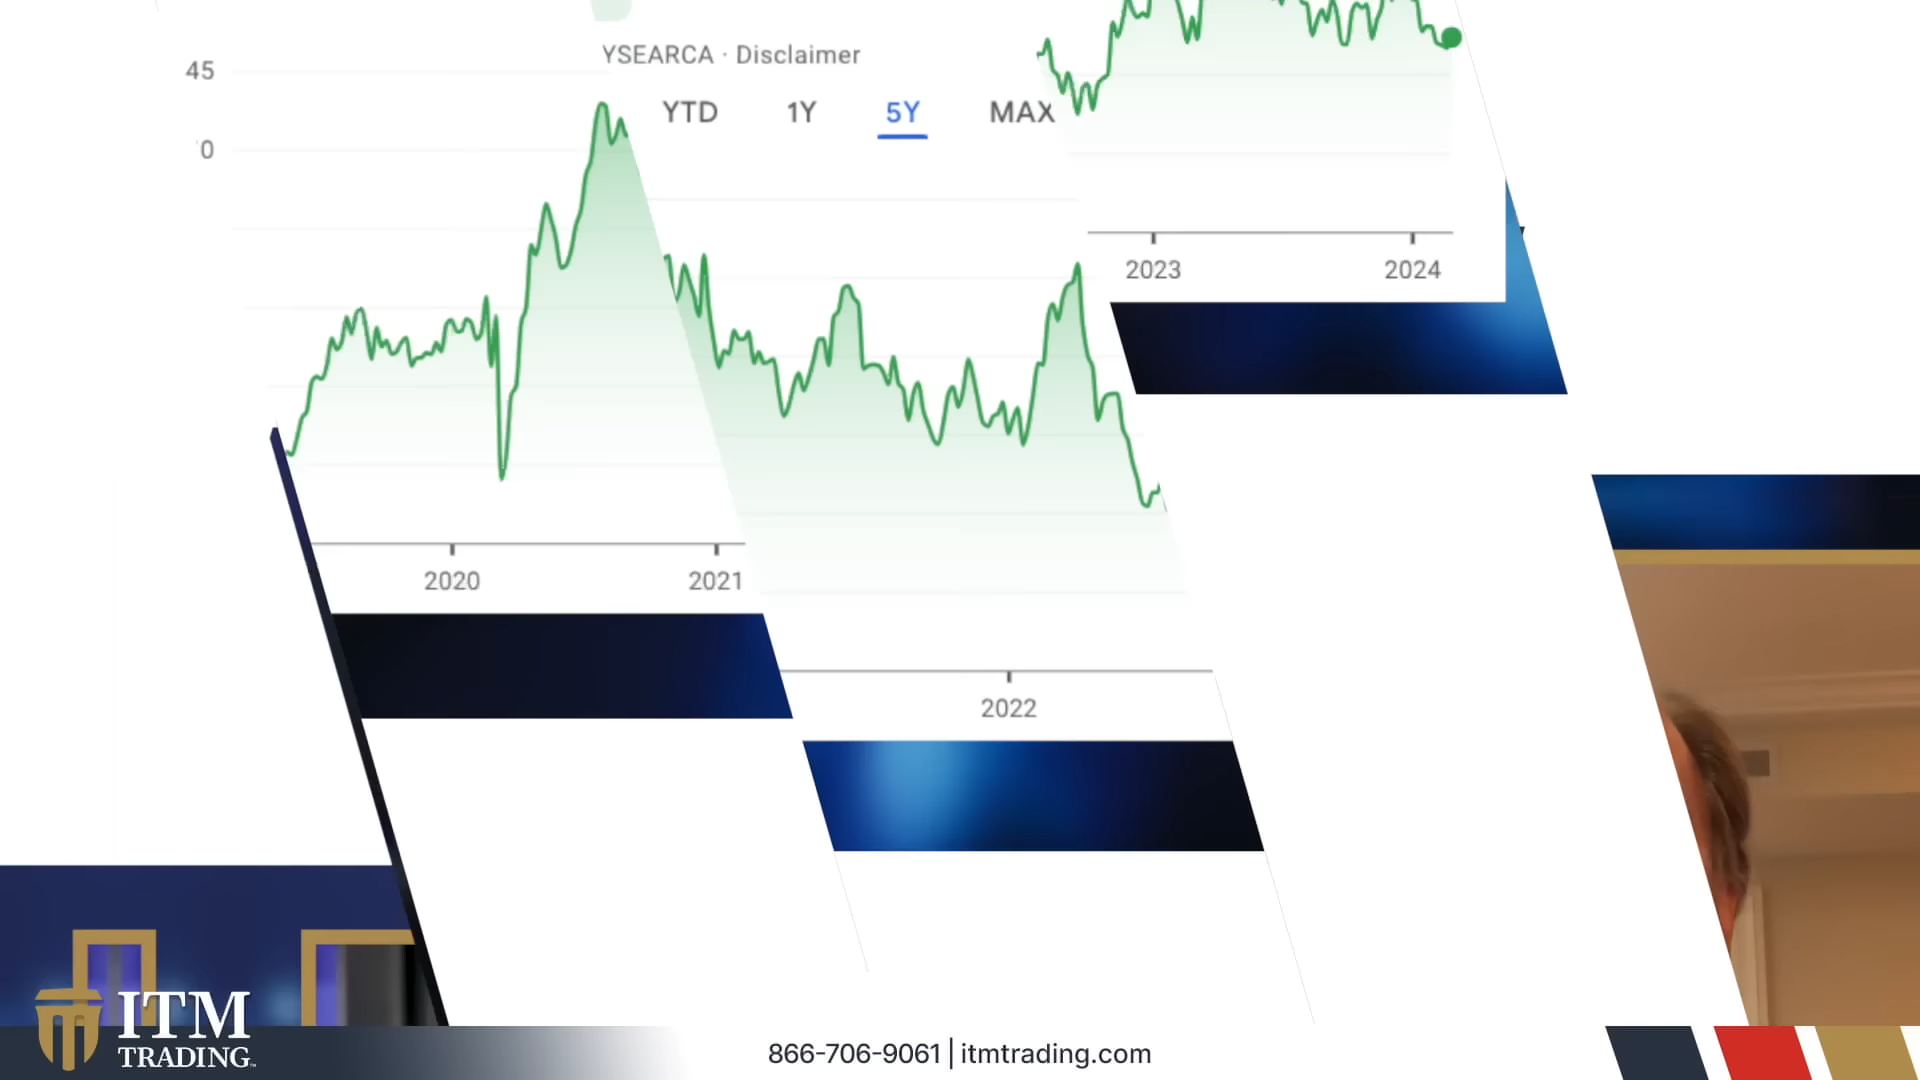 45
YSEARCA · Disclaimer
YTD 1Y 5Y MAX
0
2023 2024
2020 2021
2022
ITM
TRADING
866-706-9061 | itmtrading.com